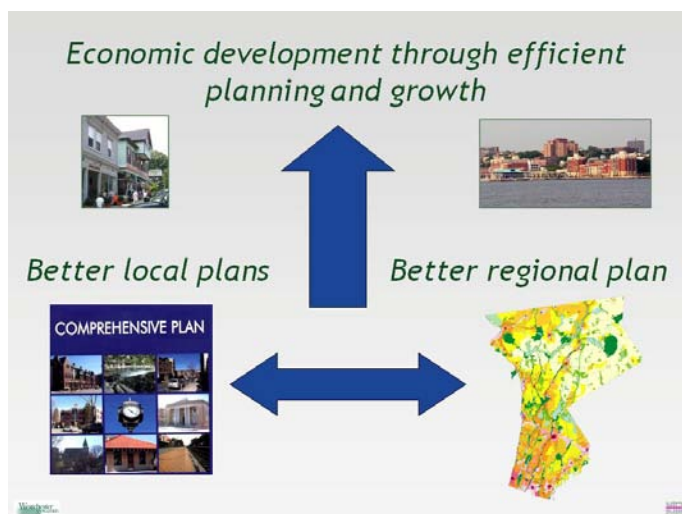 Economic development through efficient
planning and growth
Better local plans
Better regional plan
COMPREHENSIVE PLAN